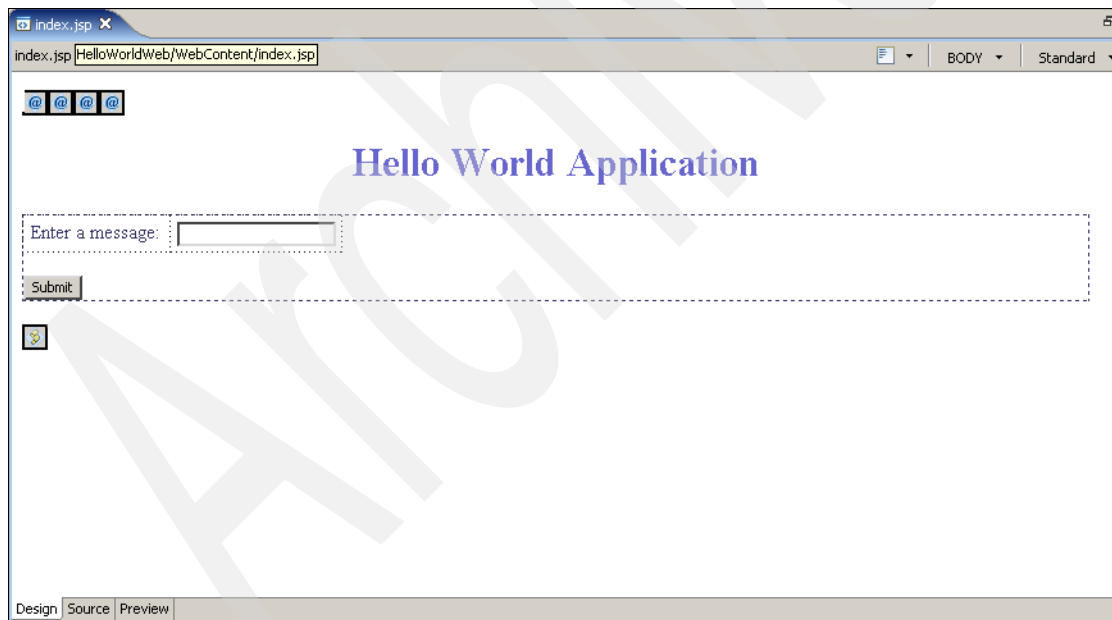 index.jsp
index.jsp HelloWorldWeb/WebContent/index.jsp BODY Standard
@ @ @ @
Hello World Application
Enter a message:
Submit
Design Source Preview
Archive